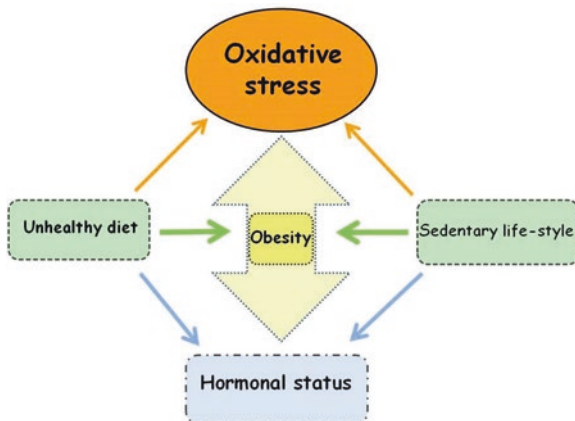 Oxidative
stress
Unhealthy diet
Obesity
Sedentary life-style
Hormonal status